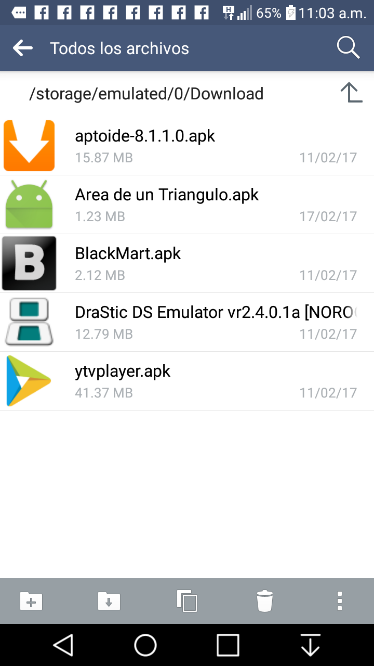 65% 11:03 a.m.
Todos los archivos
/storage/emulated/0/Download
aptoide-8.1.1.0.apk
15.87 MB 11/02/17
Area de un Triangulo.apk
1.23 MB 17/02/17
B
BlackMart.apk
2.12 MB 11/02/17
DraStic DS Emulator vr2.4.0.1a [NORO
12.79 MB 11/02/17
ytvplayer.apk
41.37 MB 11/02/17